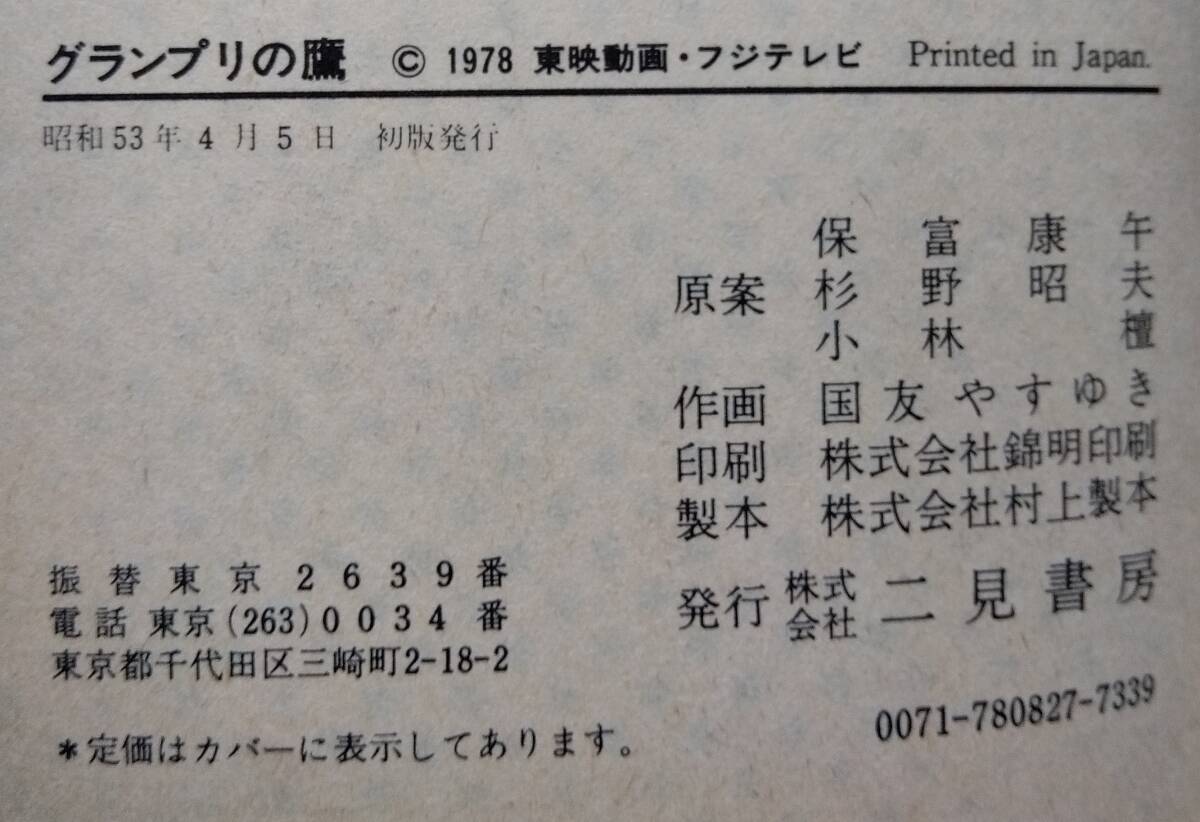 グランプリの鷹 © 1978 東映動画・フジテレビ Printed in Japan.
昭和53年4月5日 初版発行
保富康午
原案 杉野昭夫
小林檀
作画 国友やすゆき
印刷 株式会社錦明印刷
製本 株式会社村上製本
発行 株式会社 二見書房
振替東京2639番
電話 東京(263)0034番
東京都千代田区三崎町2-18-2
0071-780827-7339
*定価はカバーに表示してあります。